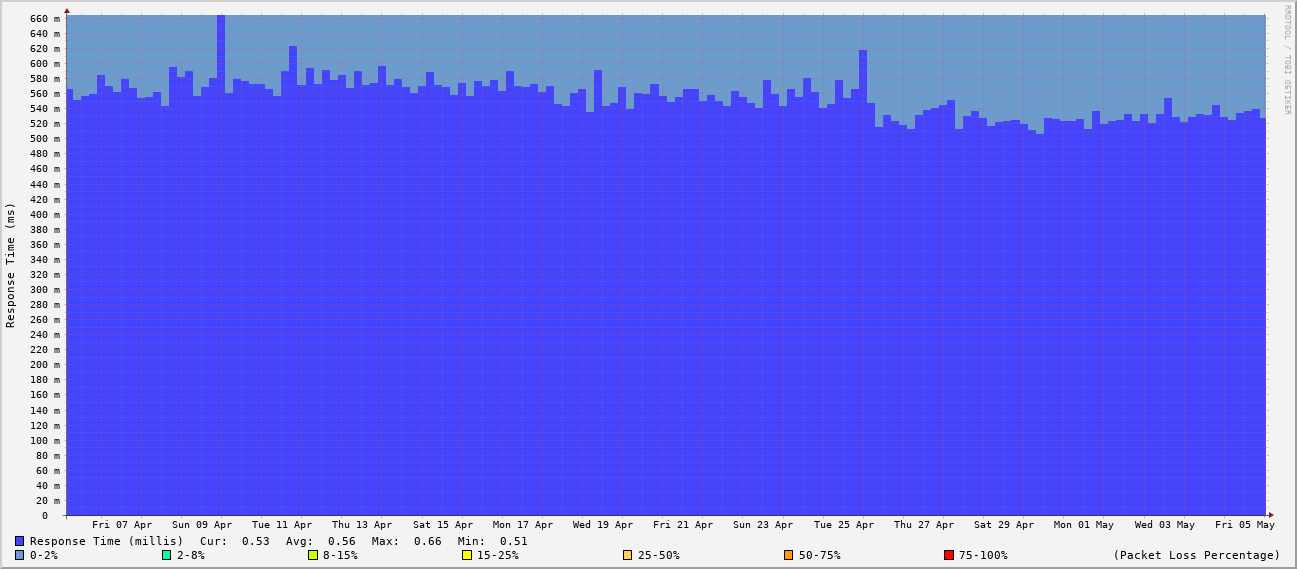 RRDTOOL / TOBI OETIKER
Response Time (ms)
660 m
640 m
620 m
600 m
580 m
560 m
540 m
520 m
500 m
480 m
460 m
440 m
420 m
400 m
380 m
360 m
340 m
320 m
300 m
280 m
260 m
240 m
220 m
200 m
180 m
160 m
140 m
120 m
100 m
80 m
60 m
40 m
20 m
0
Fri 07 Apr Sun 09 Apr Tue 11 Apr Thu 13 Apr Sat 15 Apr Mon 17 Apr Wed 19 Apr Fri 21 Apr Sun 23 Apr Tue 25 Apr Thu 27 Apr Sat 29 Apr Mon 01 May Wed 03 May Fri 05 May
Response Time (millis) Cur: 0.53 Avg: 0.56 Max: 0.66 Min: 0.51
0-2% 2-8% 8-15% 15-25% 25-50% 50-75% 75-100% (Packet Loss Percentage)